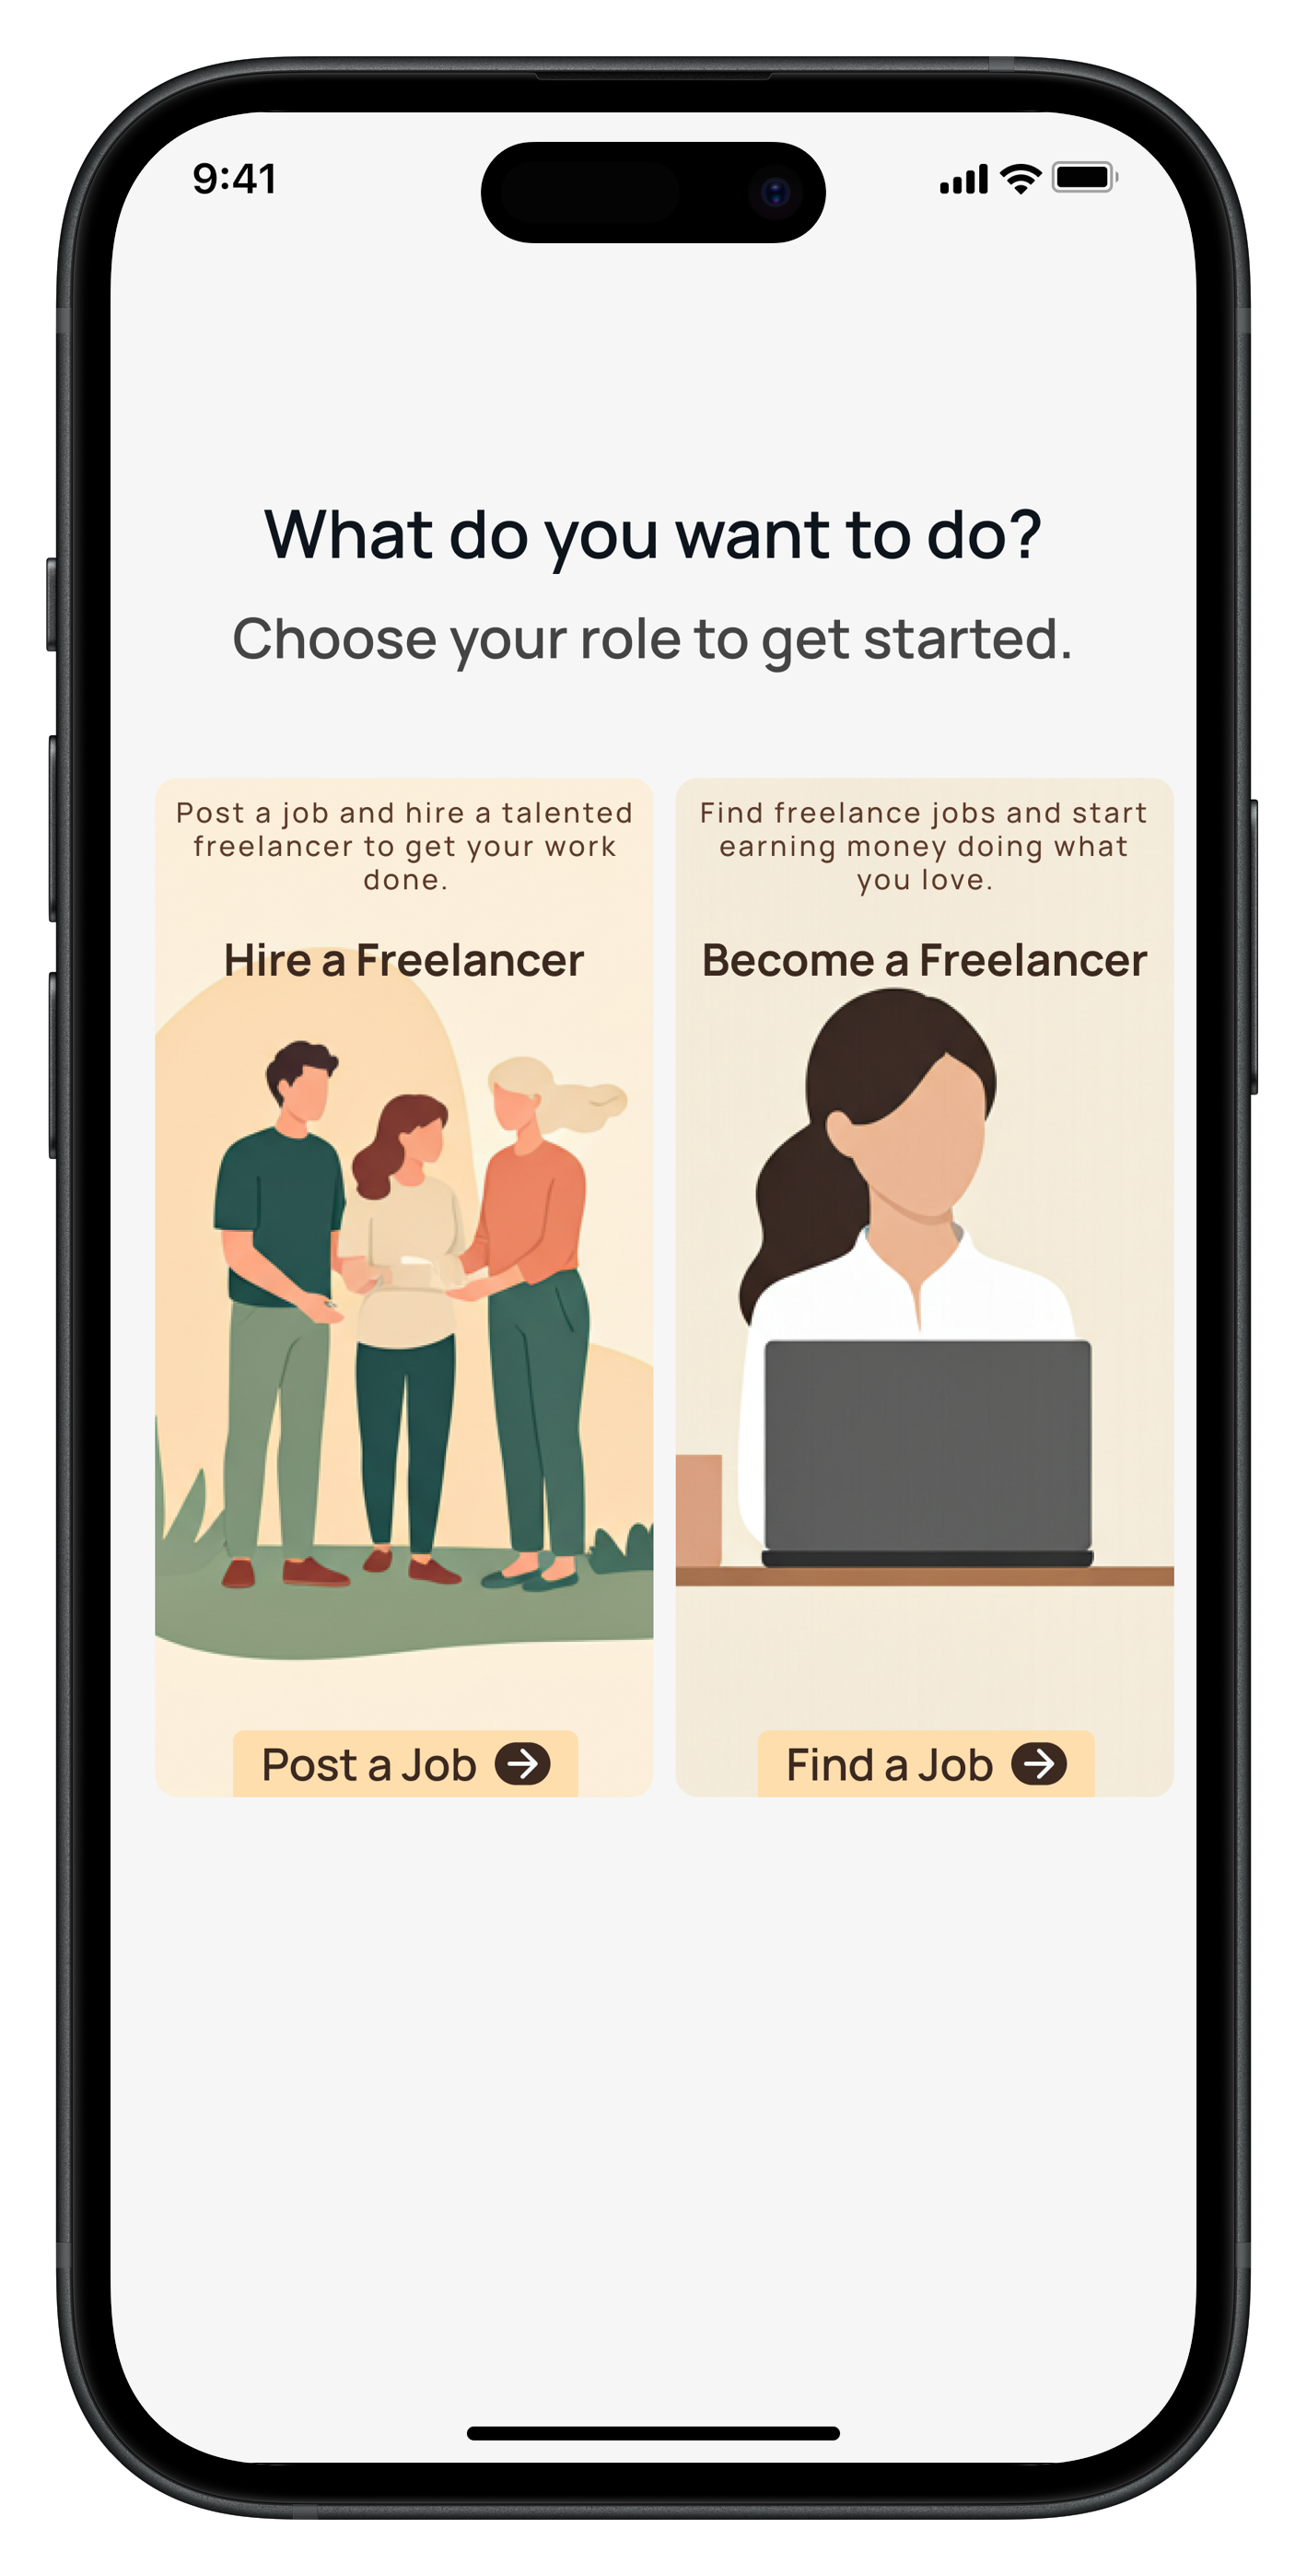 9:41
What do you want to do?
Choose your role to get started.
Post a job and hire a talented
freelancer to get your work
done.
Hire a Freelancer
Post a Job
Find freelance jobs and start
earning money doing what
you love.
Become a Freelancer
Find a Job